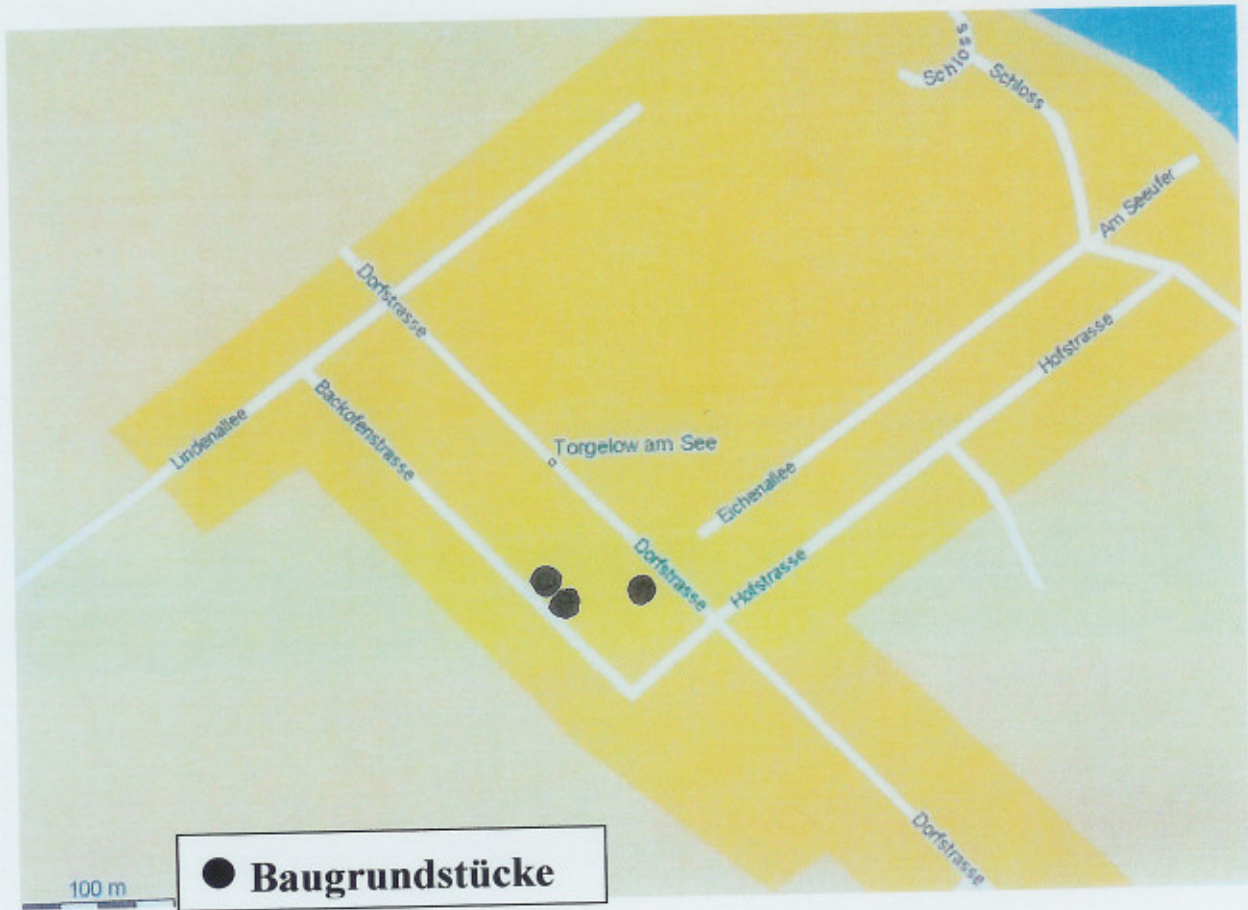 Schloss
Schloss
Am Seeufer
Dorfstrasse
Hofstrasse
Backofenstrasse
Lindenallee
Torgelow am See
Eichenallee
Dorfstrasse
Hofstrasse
Dorfstrasse
Baugrundstücke
100 m